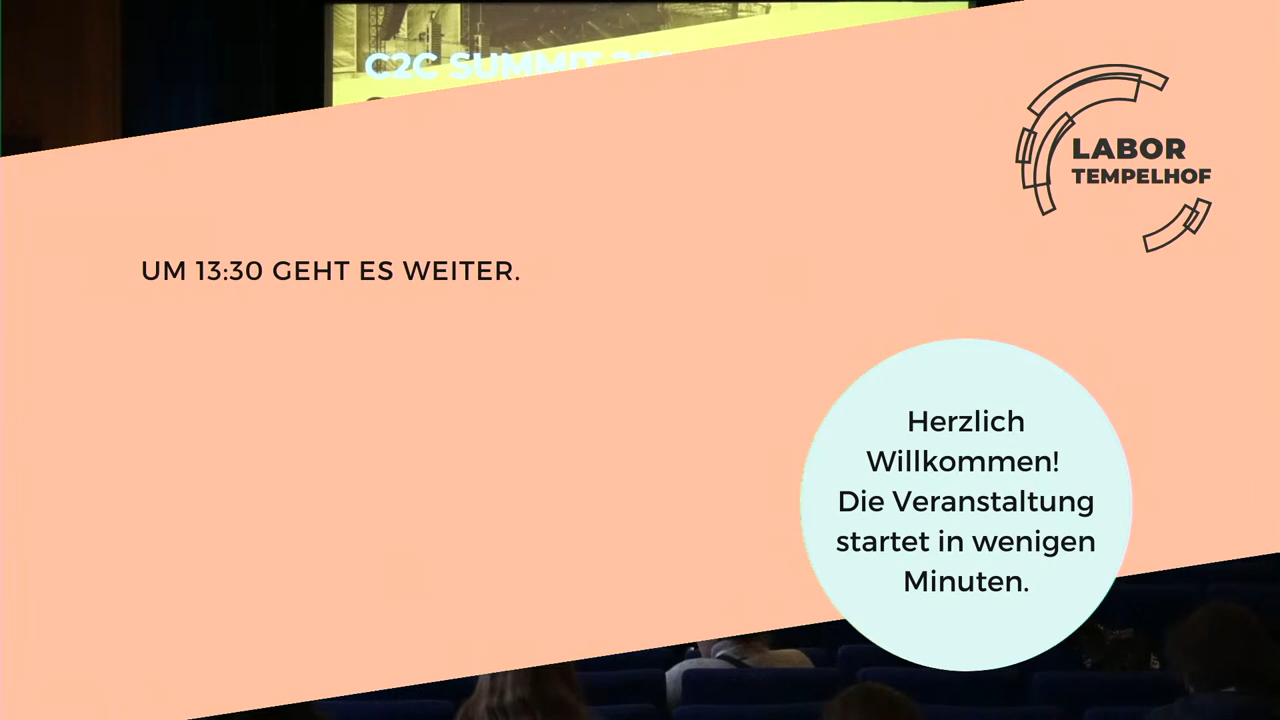 C2C SUMMIT
LABOR
TEMPELHOF
UM 13:30 GEHT ES WEITER.
Herzlich
Willkommen!
Die Veranstaltung
startet in wenigen
Minuten.